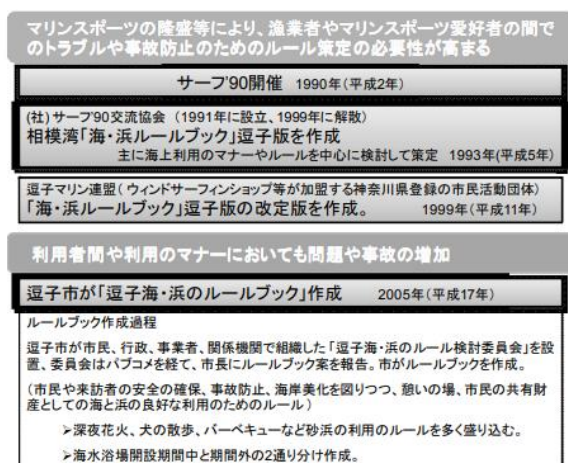 マリンスポーツの隆盛等により、漁業者やマリンスポーツ愛好者の間で
のトラブルや事故防止のためのルール策定の必要性が高まる
サーフ'90開催 1990年(平成2年)
(社)サーフ'90交流協会 (1991年に設立、1999年に解散)
相模湾「海・浜ルールブック」逗子版を作成
主に海上利用のマナーやルールを中心に検討して策定 1993年(平成5年)
逗子マリン連盟(ウィンドサーフィンショップ等が加盟する神奈川県登録の市民活動団体)
「海・浜ルールブック」逗子版の改定版を作成。 1999年(平成11年)
利用者間や利用のマナーにおいても問題や事故の増加
逗子市が「逗子海・浜のルールブック」作成 2005年(平成17年)
ルールブック作成過程
逗子市が市民、行政、事業者、関係機関で組織した「逗子海・浜のルール検討委員会」を設
置、委員会はパブコメを経て、市長にルールブック案を報告。市がルールブックを作成。
(市民や来訪者の安全の確保、事故防止、海岸美化を図りつつ、憩いの場、市民の共有財
産としての海と浜の良好な利用のためのルール)
➢深夜花火、犬の散歩、バーベキューなど砂浜の利用のルールを多く盛り込む。
➢海水浴場開設期間中と期間外の2通り分け作成。